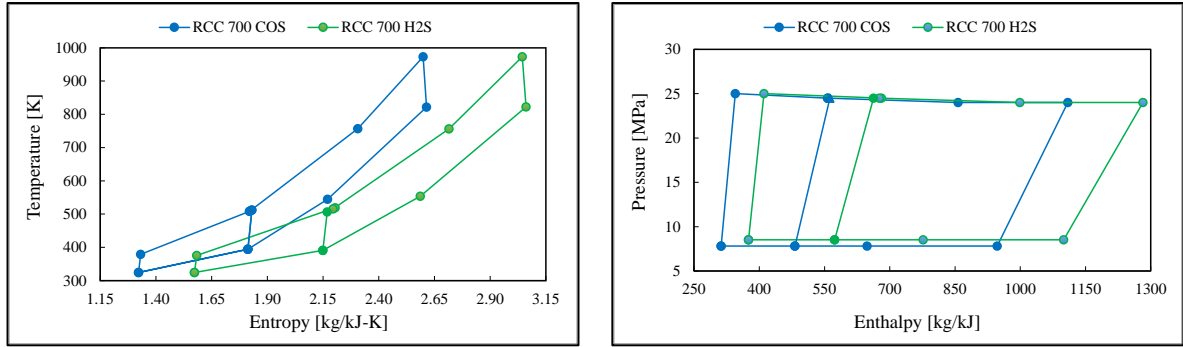 RCC 700 COS RCC 700 H2S
1000
900
800
700
600
500
400
300
Temperature [K]
1.15 1.40 1.65 1.90 2.15 2.40 2.65 2.90 3.15
Entropy [kg/kJ-K]
RCC 700 COS RCC 700 H2S
30
25
20
15
10
5
Pressure [MPa]
250 400 550 700 850 1000 1150 1300
Enthalpy [kg/kJ]